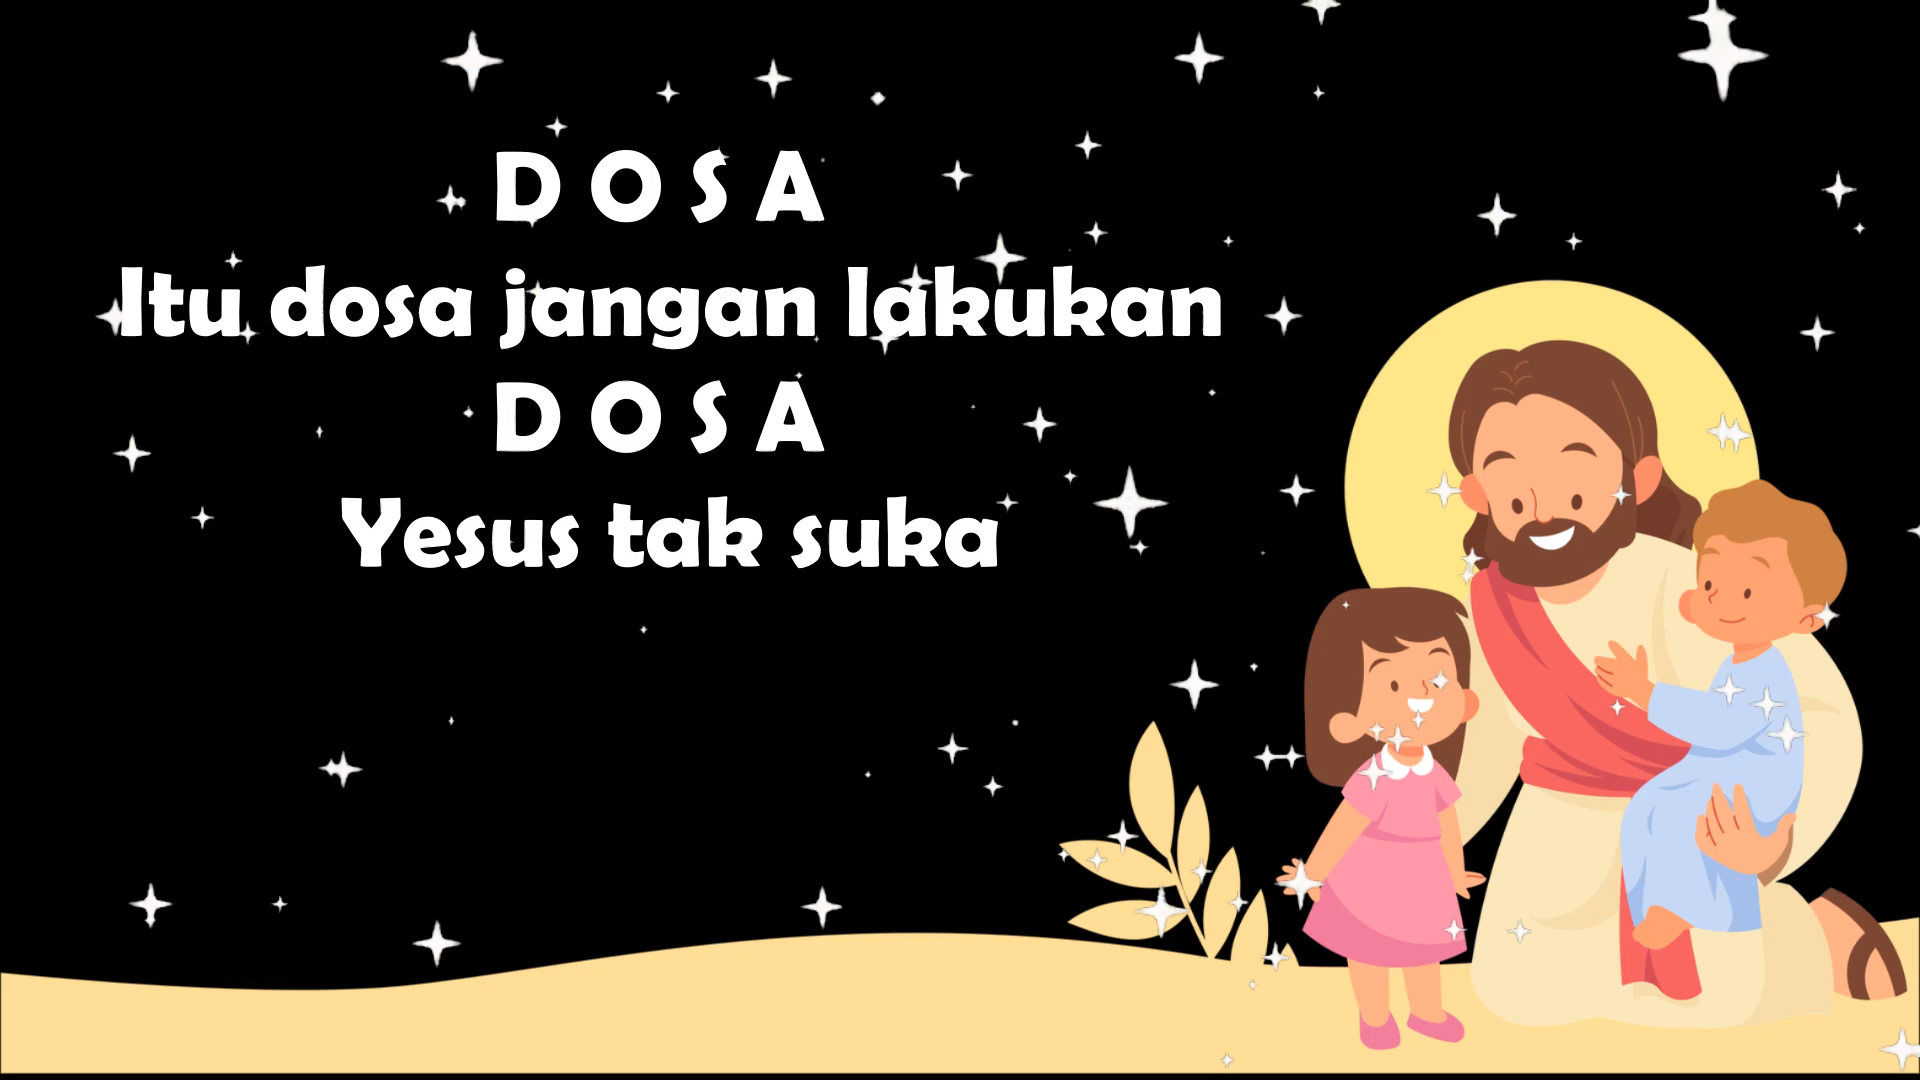 D O S A
Itu dosa jangan lakukan
D O S A
Yesus tak suka